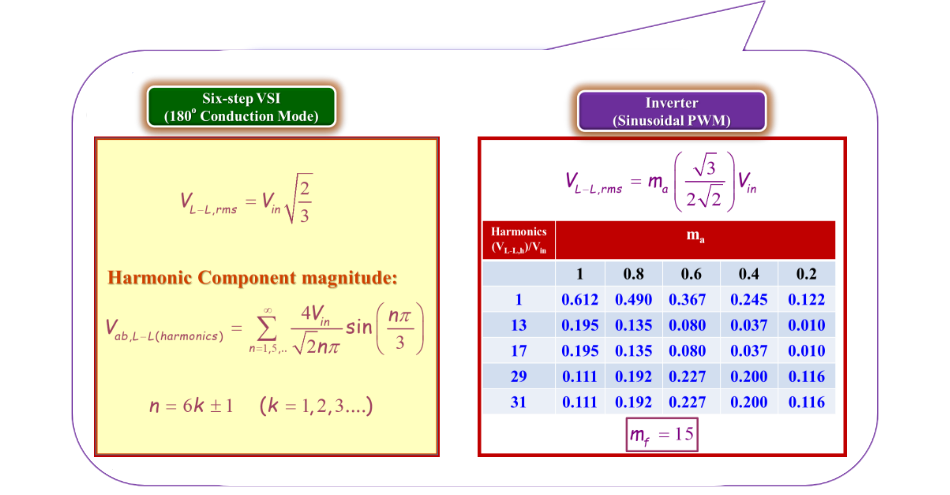 Six-step VSI
(180° Conduction Mode)
V_{L-L,rms} = V_{in} \sqrt{\frac{2}{3}}
Harmonic Component magnitude:
V_{ab,L-L(harmonics)} = \sum_{n=1,5,..}^{\infty} \frac{4V_{in}}{\sqrt{2}n\pi} \sin\left(\frac{n\pi}{3}\right)
n = 6k ± 1 (k = 1,2,3....)
Inverter
(Sinusoidal PWM)
V_{L-L,rms} = m_a \left(\frac{\sqrt{3}}{2\sqrt{2}}\right) V_{in}
Harmonics
(V_{L-L,h})/V_{in}
m_a
1 0.8 0.6 0.4 0.2
1 0.612 0.490 0.367 0.245 0.122
13 0.195 0.135 0.080 0.037 0.010
17 0.195 0.135 0.080 0.037 0.010
29 0.111 0.192 0.227 0.200 0.116
31 0.111 0.192 0.227 0.200 0.116
m_f = 15